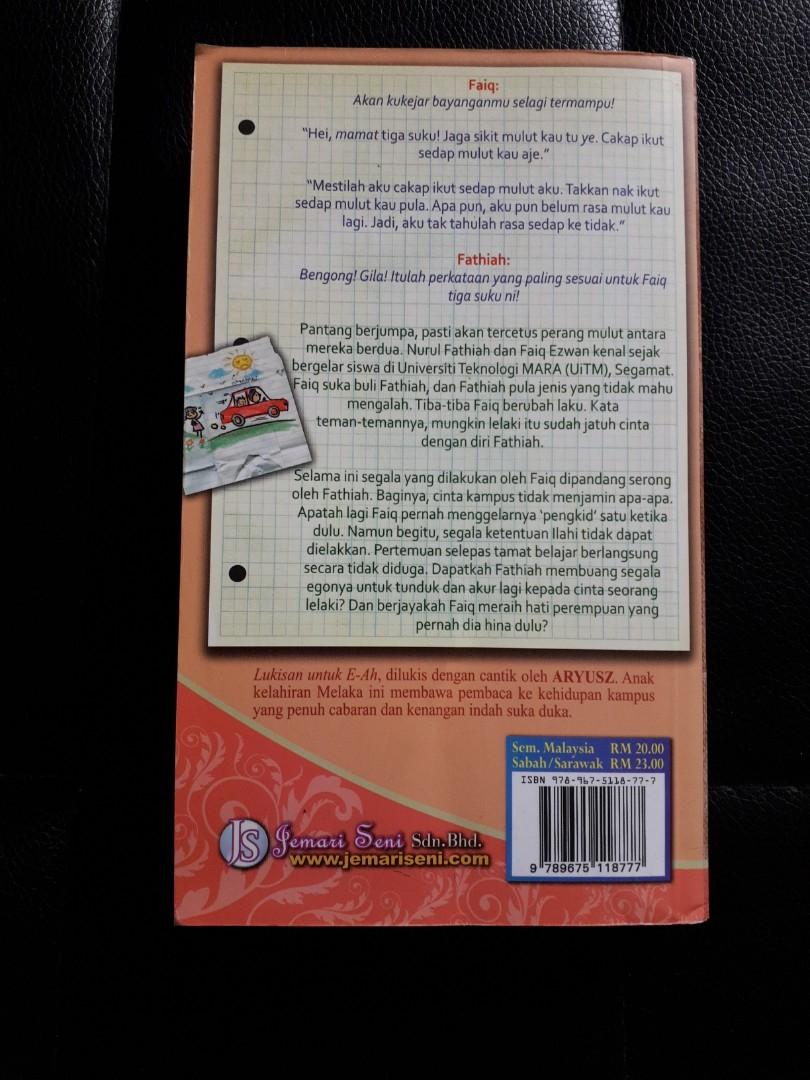 Faiq:
Akan kukejar bayanganmu selagi termampu!
“Hei, mamat tiga suku! Jaga sikit mulut kau tu ye. Cakap ikut
sedap mulut kau aje.”
“Mestilah aku cakap ikut sedap mulut aku. Takkan nak ikut
sedap mulut kau pula. Apa pun, aku pun belum rasa mulut kau
lagi. Jadi, aku tak tahulah rasa sedap ke tidak.”
Fathiah:
Bengong! Gila! Itulah perkataan yang paling sesuai untuk Faiq
tiga suku ni!
Pantang berjumpa, pasti akan tercetus perang mulut antara
mereka berdua. Nurul Fathiah dan Faiq Ezwan kenal sejak
bergelar siswa di Universiti Teknologi MARA (UiTM), Segamat.
Faiq suka buli Fathiah, dan Fathiah pula jenis yang tidak mahu
mengalah. Tiba-tiba Faiq berubah laku. Kata
teman-temannya, mungkin lelaki itu sudah jatuh cinta
dengan diri Fathiah.
Selama ini segala yang dilakukan oleh Faiq dipandang serong
oleh Fathiah. Baginya, cinta kampus tidak menjamin apa-apa.
Apatah lagi Faiq pernah menggelarnya ‘pengkid’ satu ketika
dulu. Namun begitu, segala ketentuan Ilahi tidak dapat
dielakkan. Pertemuan selepas tamat belajar berlangsung
secara tidak diduga. Dapatkah Fathiah membuang segala
egonya untuk tunduk dan akur lagi kepada cinta seorang
lelaki? Dan berjayakah Faiq meraih hati perempuan yang
pernah dia hina dulu?
Lukisan untuk E-Ah, dilukis dengan cantik oleh ARYUSZ. Anak
kelahiran Melaka ini membawa pembaca ke kehidupan kampus
yang penuh cabaran dan kenangan indah suka duka.
Sem. Malaysia RM 20.00
Sabah/Sarawak RM 23.00
ISBN 978-967-5118-77-7
9 789675 118777
JS Jemari Seni Sdn.Bhd.
www.jemariseni.com